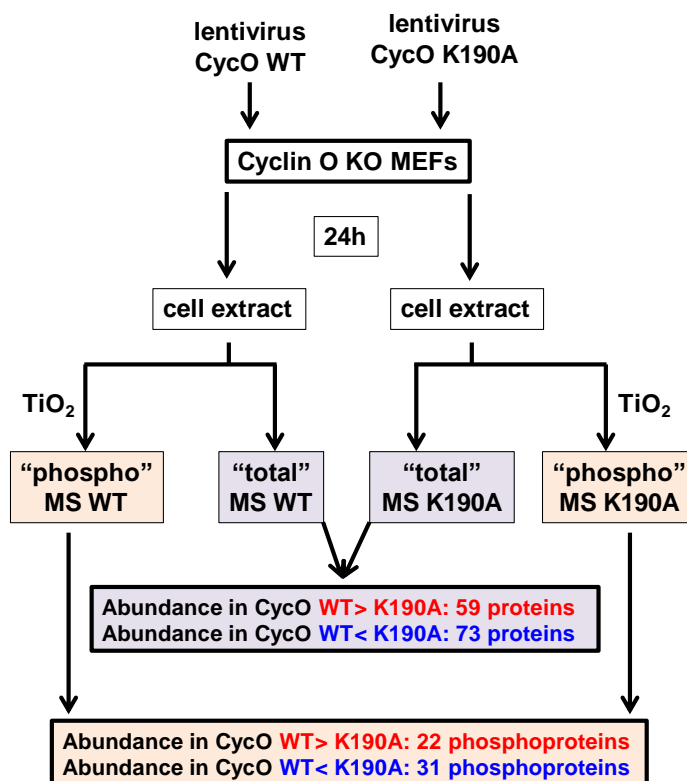 lentivirus
CycO WT
lentivirus
CycO K190A
Cyclin O KO MEFs
24h
cell extract
cell extract
TiO₂
TiO₂
“phospho”
MS WT
“total”
MS WT
“total”
MS K190A
“phospho”
MS K190A
Abundance in CycO WT> K190A: 59 proteins
Abundance in CycO WT< K190A: 73 proteins
Abundance in CycO WT> K190A: 22 phosphoproteins
Abundance in CycO WT< K190A: 31 phosphoproteins